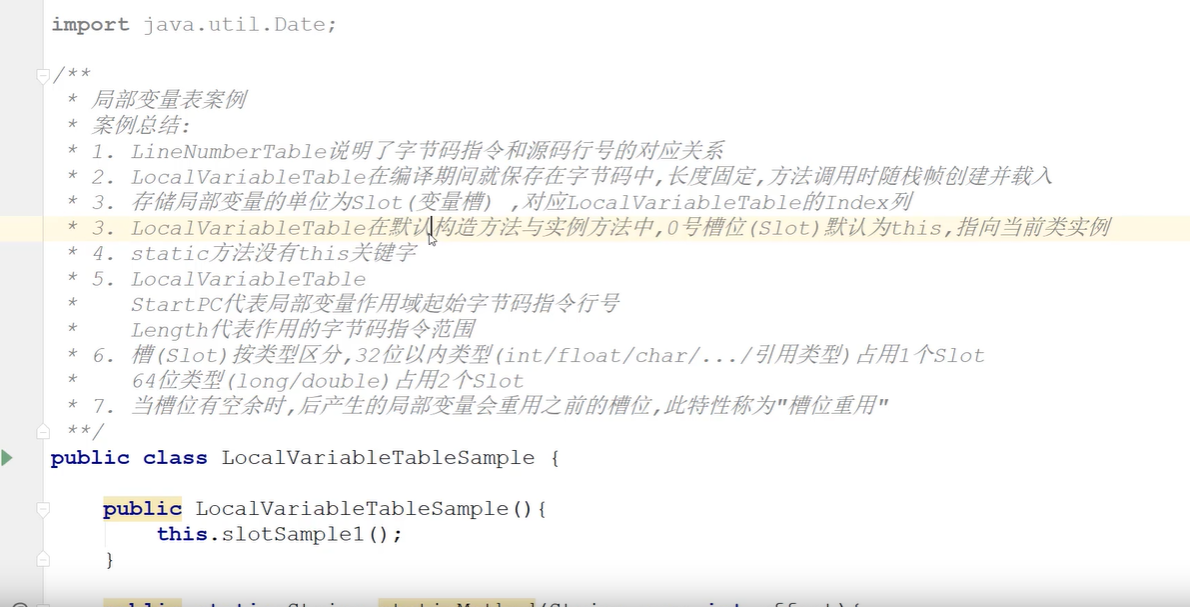 import java.util.Date;
/**
* 局部变量表案例
* 案例总结:
* 1. LineNumberTable说明了字节码指令和源码行号的对应关系
* 2. LocalVariableTable在编译期间就保存在字节码中,长度固定,方法调用时随栈帧创建并载入
* 3. 存储局部变量的单位为Slot(变量槽) ,对应LocalVariableTable的Index列
* 3. LocalVariableTable在默认构造方法与实例方法中,0号槽位(Slot)默认为this,指向当前类实例
* 4. static方法没有this关键字
* 5. LocalVariableTable
* StartPC代表局部变量作用域起始字节码指令行号
* Length代表作用的字节码指令范围
* 6. 槽(Slot)按类型区分,32位以内类型(int/float/char/.../引用类型)占用1个Slot
* 64位类型(long/double)占用2个Slot
* 7. 当槽位有空余时,后产生的局部变量会重用之前的槽位,此特性称为"槽位重用"
**/
public class LocalVariableTableSample {
public LocalVariableTableSample(){
this.slotSample1();
}